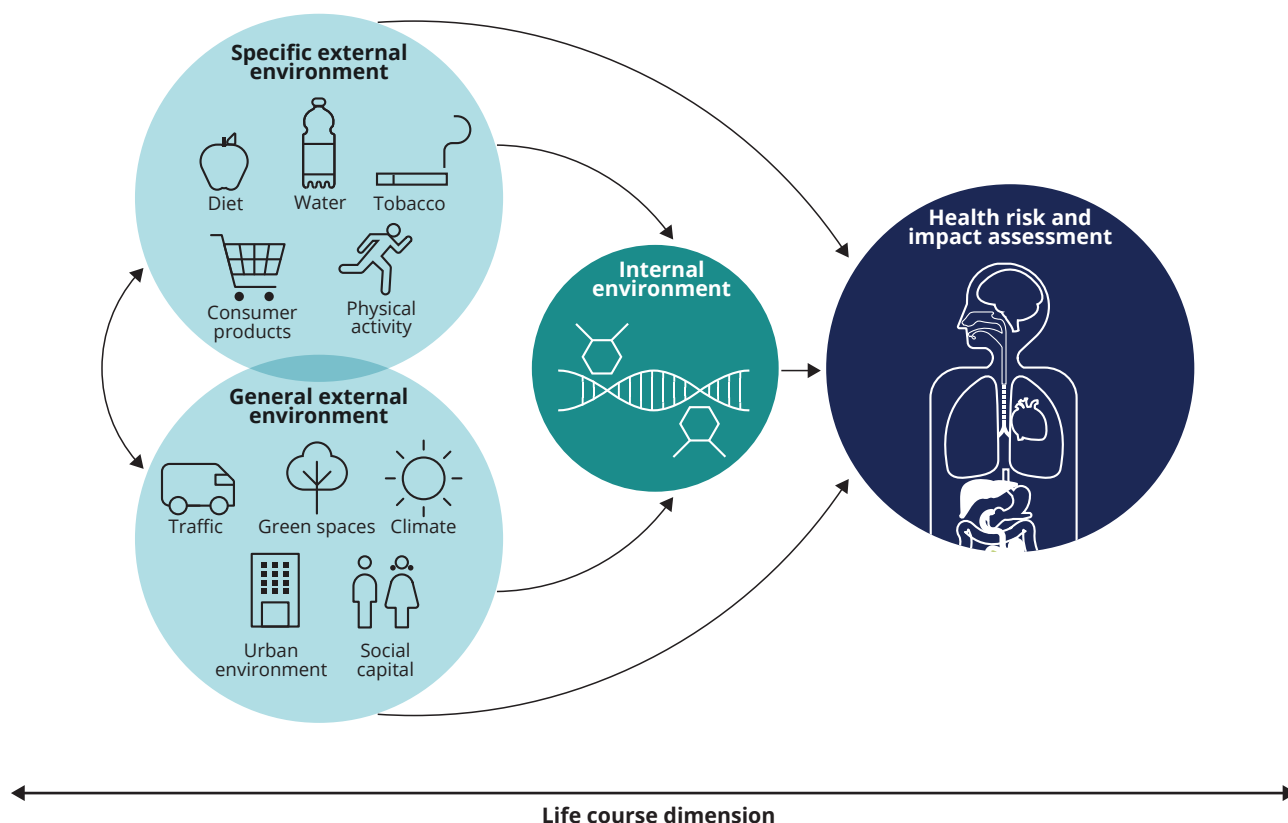 Specific external
environment
Diet
Water
Tobacco
Consumer
products
Physical
activity
General external
environment
Traffic
Green spaces
Climate
Urban
environment
Social
capital
Internal
environment
Health risk and
impact assessment
Life course dimension